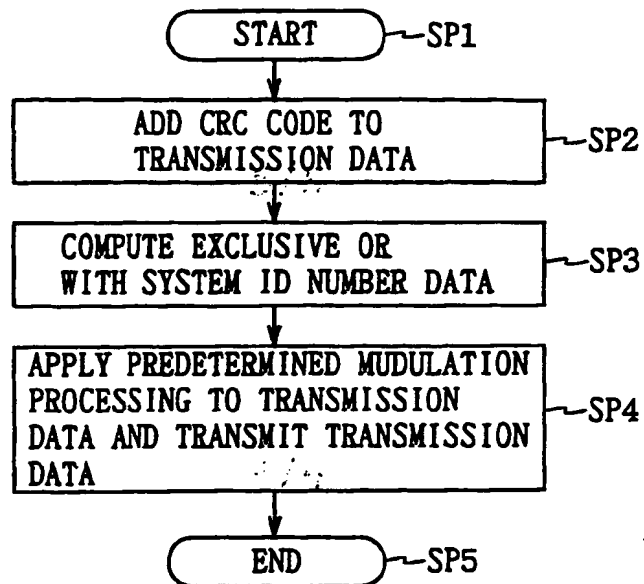 START SP1
ADD CRC CODE TO
TRANSMISSION DATA
SP2
COMPUTE EXCLUSIVE OR
WITH SYSTEM ID NUMBER DATA
SP3
APPLY PREDETERMINED MUDULATION
PROCESSING TO TRANSMISSION
DATA AND TRANSMIT TRANSMISSION
DATA
SP4
END SP5